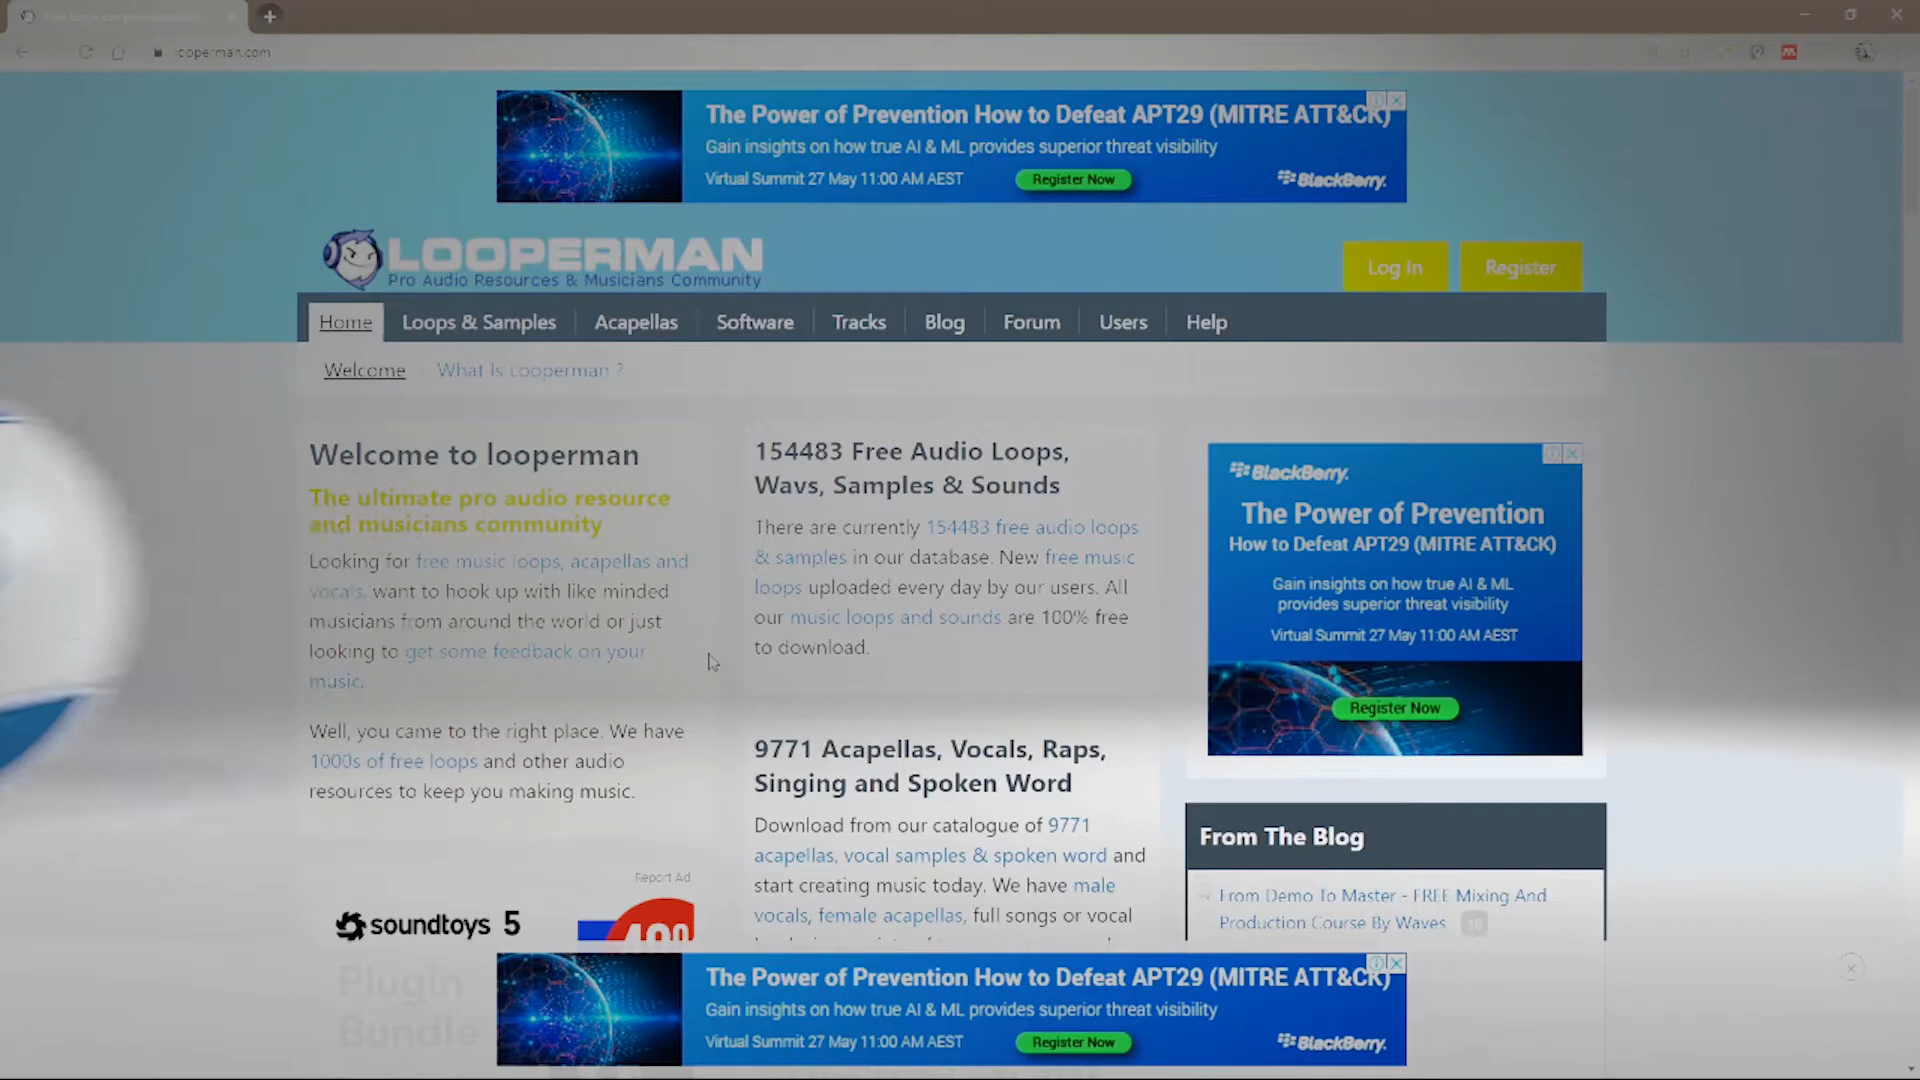 looperman.com
The Power of Prevention How to Defeat APT29 (MITRE ATT&CK)
Gain insights on how true AI & ML provides superior threat visibility
Virtual Summit 27 May 11:00 AM AEST
Register Now
BlackBerry.
LOOPERMAN
Pro Audio Resources & Musicians Community
Log In
Register
Home
Loops & Samples
Acapellas
Software
Tracks
Blog
Forum
Users
Help
Welcome
What Is Looperman ?
Welcome to looperman
The ultimate pro audio resource
and musicians community
Looking for free music loops, acapellas and
vocals, want to hook up with like minded
musicians from around the world or just
looking to get some feedback on your
music.
Well, you came to the right place. We have
1000s of free loops and other audio
resources to keep you making music.
Report Ad
soundtoys 5
Plugin
Bundle
154483 Free Audio Loops,
Wavs, Samples & Sounds
There are currently 154483 free audio loops
& samples in our database. New free music
loops uploaded every day by our users. All
our music loops and sounds are 100% free
to download.
9771 Acapellas, Vocals, Raps,
Singing and Spoken Word
Download from our catalogue of 9771
acapellas, vocal samples & spoken word and
start creating music today. We have male
vocals, female acapellas, full songs or vocal
BlackBerry.
The Power of Prevention
How to Defeat APT29 (MITRE ATT&CK)
Gain insights on how true AI & ML
provides superior threat visibility
Virtual Summit 27 May 11:00 AM AEST
Register Now
From The Blog
From Demo To Master - FREE Mixing And
Production Course By Waves
The Power of Prevention How to Defeat APT29 (MITRE ATT&CK)
Gain insights on how true AI & ML provides superior threat visibility
Virtual Summit 27 May 11:00 AM AEST
Register Now
BlackBerry.